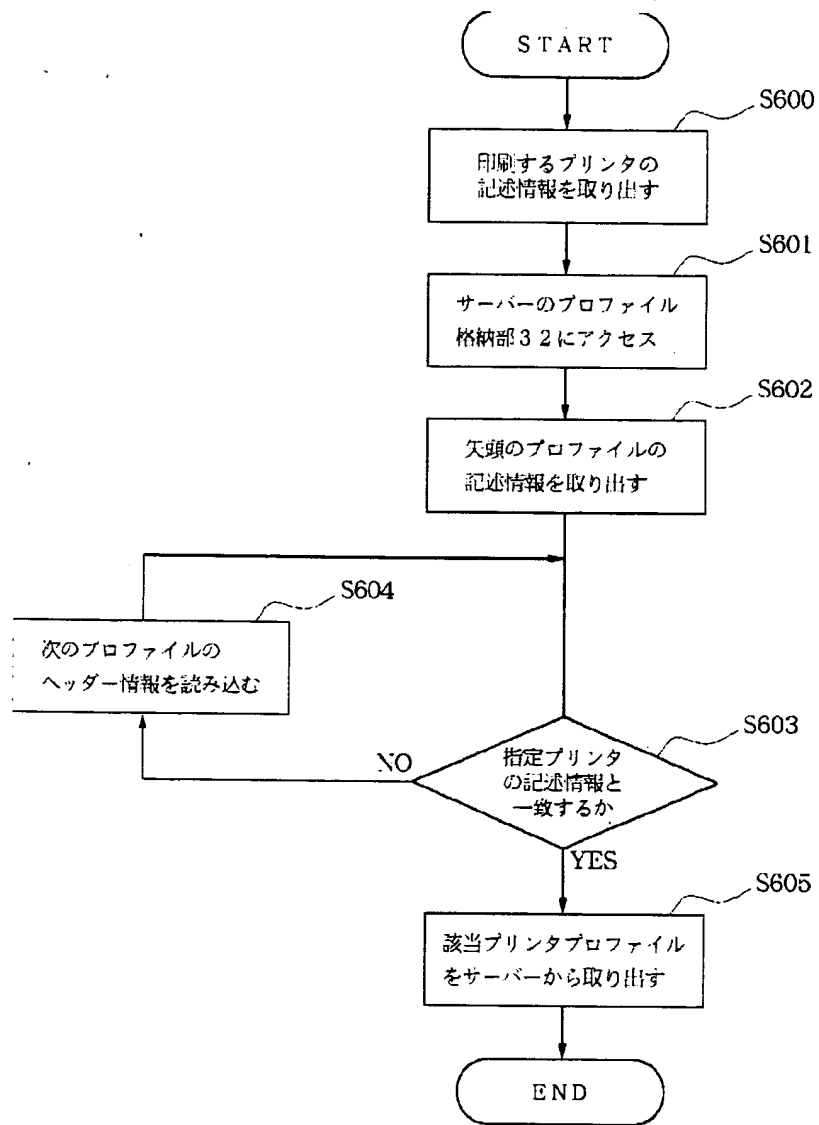 START
S600
印刷するプリンタの
記述情報を取り出す
S601
サーバーのプロファイル
格納部32にアクセス
S602
矢頭のプロファイルの
記述情報を取り出す
S604
次のプロファイルの
ヘッダー情報を読み込む
S603
指定プリンタ
の記述情報と
一致するか
NO
YES
S605
該当プリンタプロファイル
をサーバーから取り出す
END